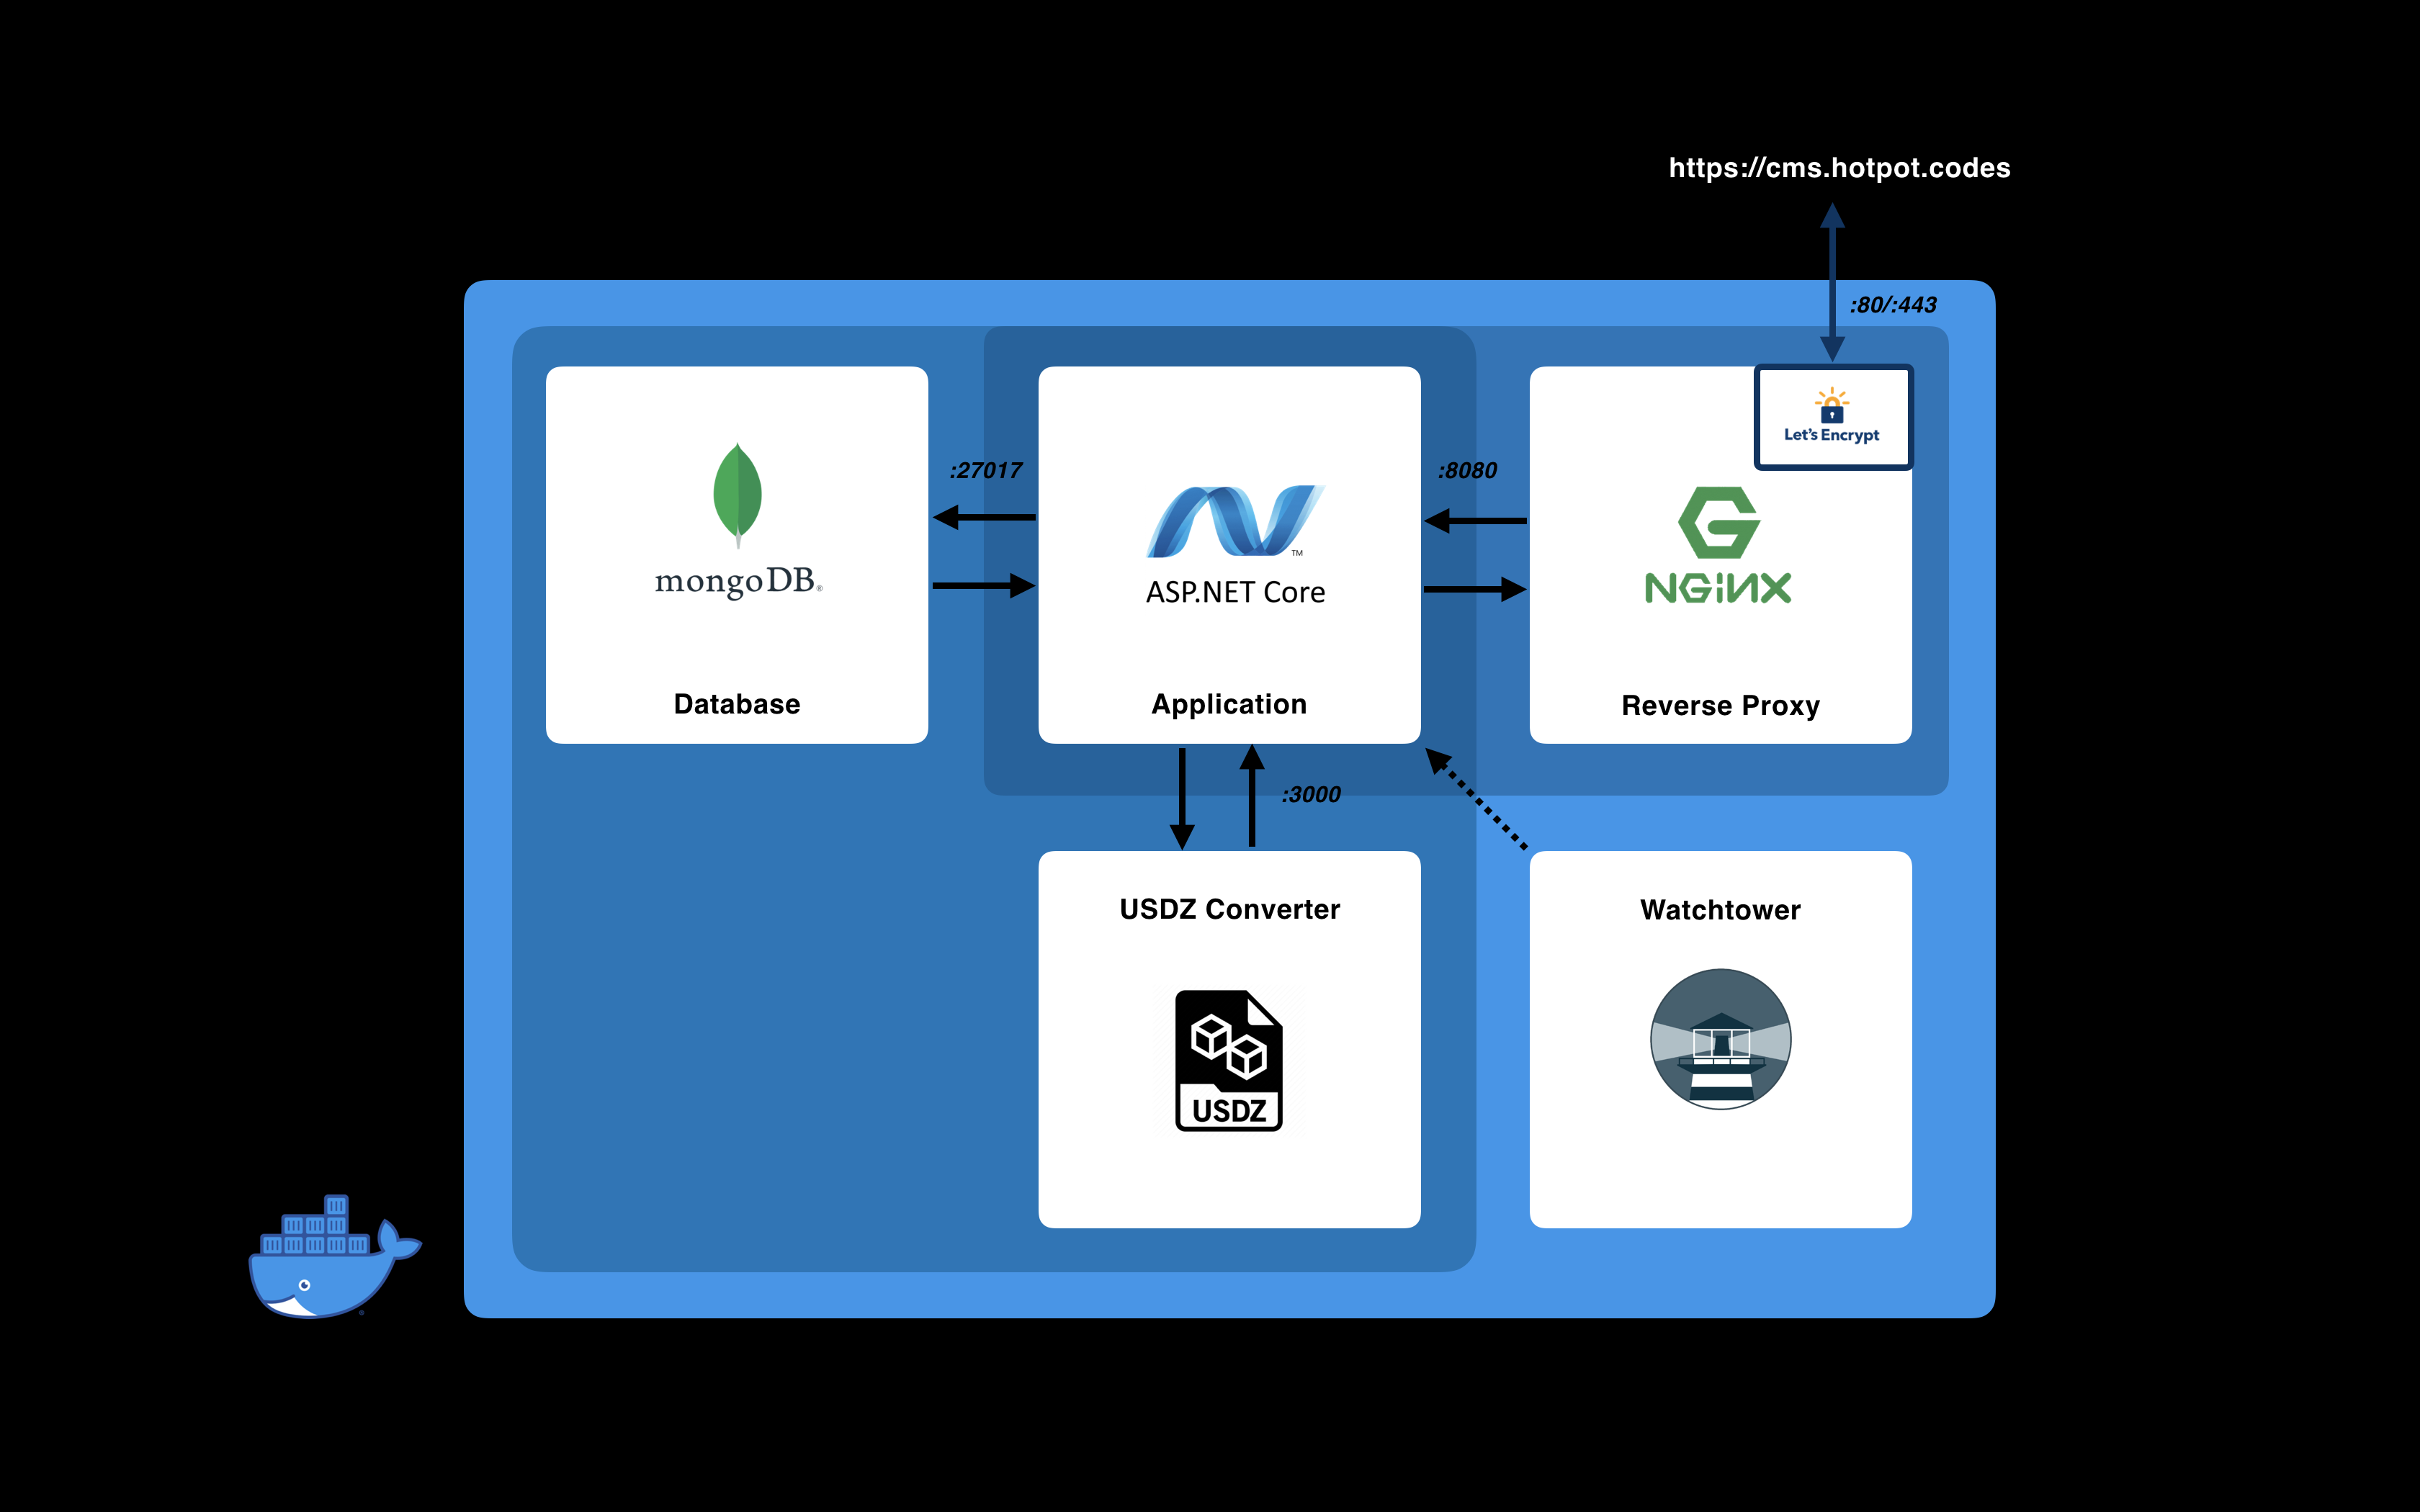 https://cms.hotpot.codes
:80/:443
Let's Encrypt
:27017
:8080
mongoDB®
ASP.NET Core
TM
NGiNX
Database
Application
Reverse Proxy
:3000
USDZ Converter
Watchtower
USDZ